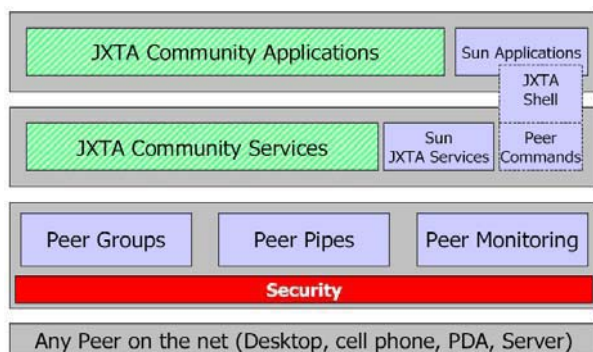 JXTA Community Applications
Sun Applications
JXTA
Shell
JXTA Community Services
Sun
JXTA Services
Peer
Commands
Peer Groups
Peer Pipes
Peer Monitoring
Security
Any Peer on the net (Desktop, cell phone, PDA, Server)